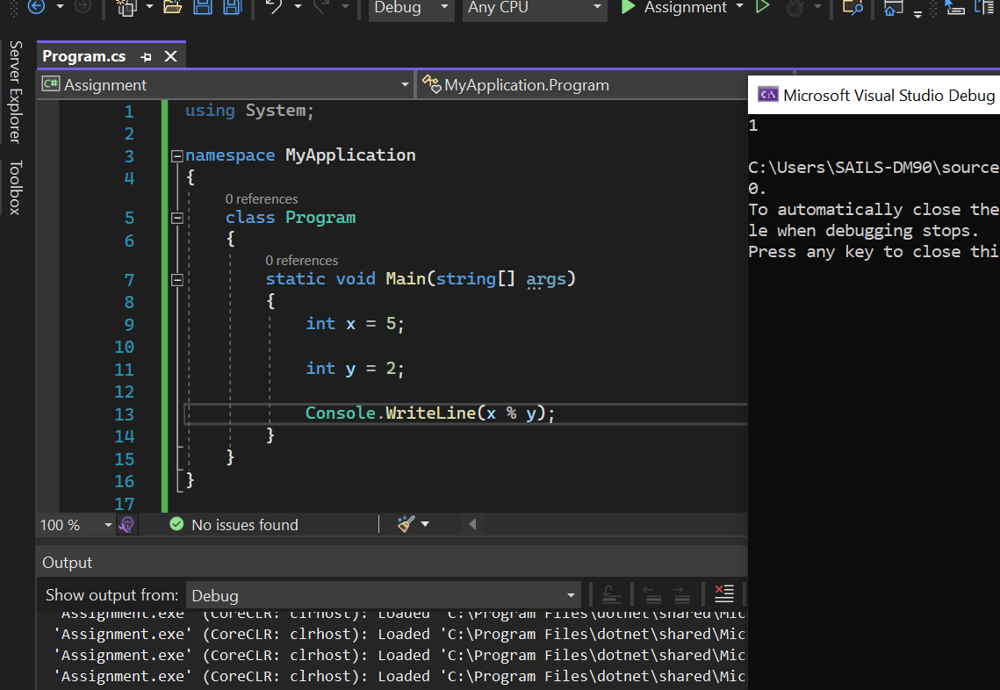 Debug
Any CPU
Assignment
Server Explorer
Toolbox
Program.cs
C# Assignment
MyApplication.Program
1 using System;
2
3 namespace MyApplication
4 {
0 references
5 class Program
6 {
0 references
7 static void Main(string[] args)
8 {
9 int x = 5;
10
11 int y = 2;
12
13 Console.WriteLine(x % y);
14 }
15 }
16 }
17
100 %
No issues found
Output
Show output from: Debug
'Assignment.exe' (CoreCLR: clrhost): Loaded 'C:\Program Files\dotnet\shared\Mic
'Assignment.exe' (CoreCLR: clrhost): Loaded 'C:\Program Files\dotnet\shared\Mic
'Assignment.exe' (CoreCLR: clrhost): Loaded 'C:\Program Files\dotnet\shared\Mic
'Assignment.exe' (CoreCLR: clrhost): Loaded 'C:\Program Files\dotnet\shared\Mic
C:\ Microsoft Visual Studio Debug
1
C:\Users\SAILS-DM90\source
0.
To automatically close the
le when debugging stops.
Press any key to close thi